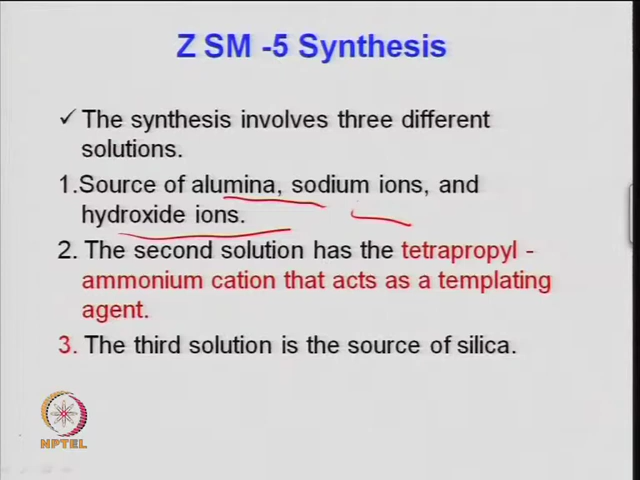 Z SM -5 Synthesis
✓ The synthesis involves three different
solutions.
1.Source of alumina, sodium ions, and
hydroxide ions.
2. The second solution has the tetrapropyl -
ammonium cation that acts as a templating
agent.
3. The third solution is the source of silica.
NPTEL